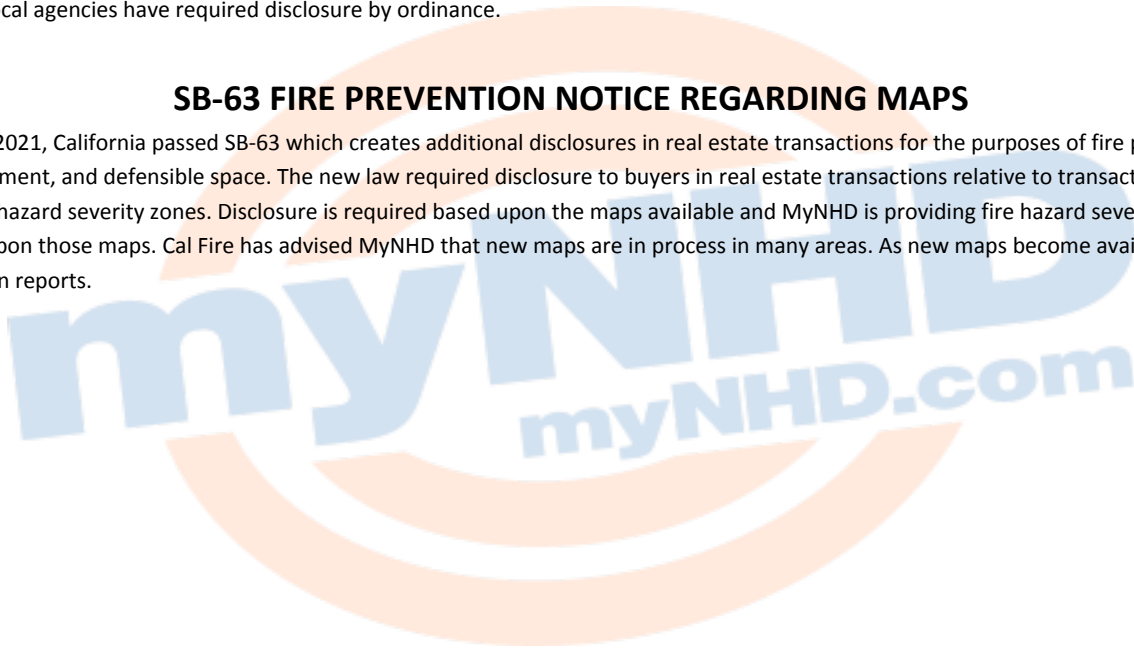 cal agencies have required disclosure by ordinance.
SB-63 FIRE PREVENTION NOTICE REGARDING MAPS
2021, California passed SB-63 which creates additional disclosures in real estate transactions for the purposes of fire p
ment, and defensible space. The new law required disclosure to buyers in real estate transactions relative to transact
hazard severity zones. Disclosure is required based upon the maps available and MyNHD is providing fire hazard seve
pon those maps. Cal Fire has advised MyNHD that new maps are in process in many areas. As new maps become avai
n reports.
myNHD
myNHD.com